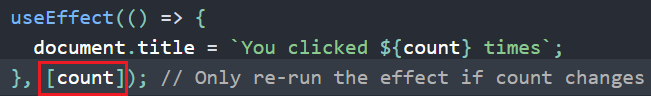 useEffect(() => {
  document.title = `You clicked ${count} times`;
}, [count]); // Only re-run the effect if count changes